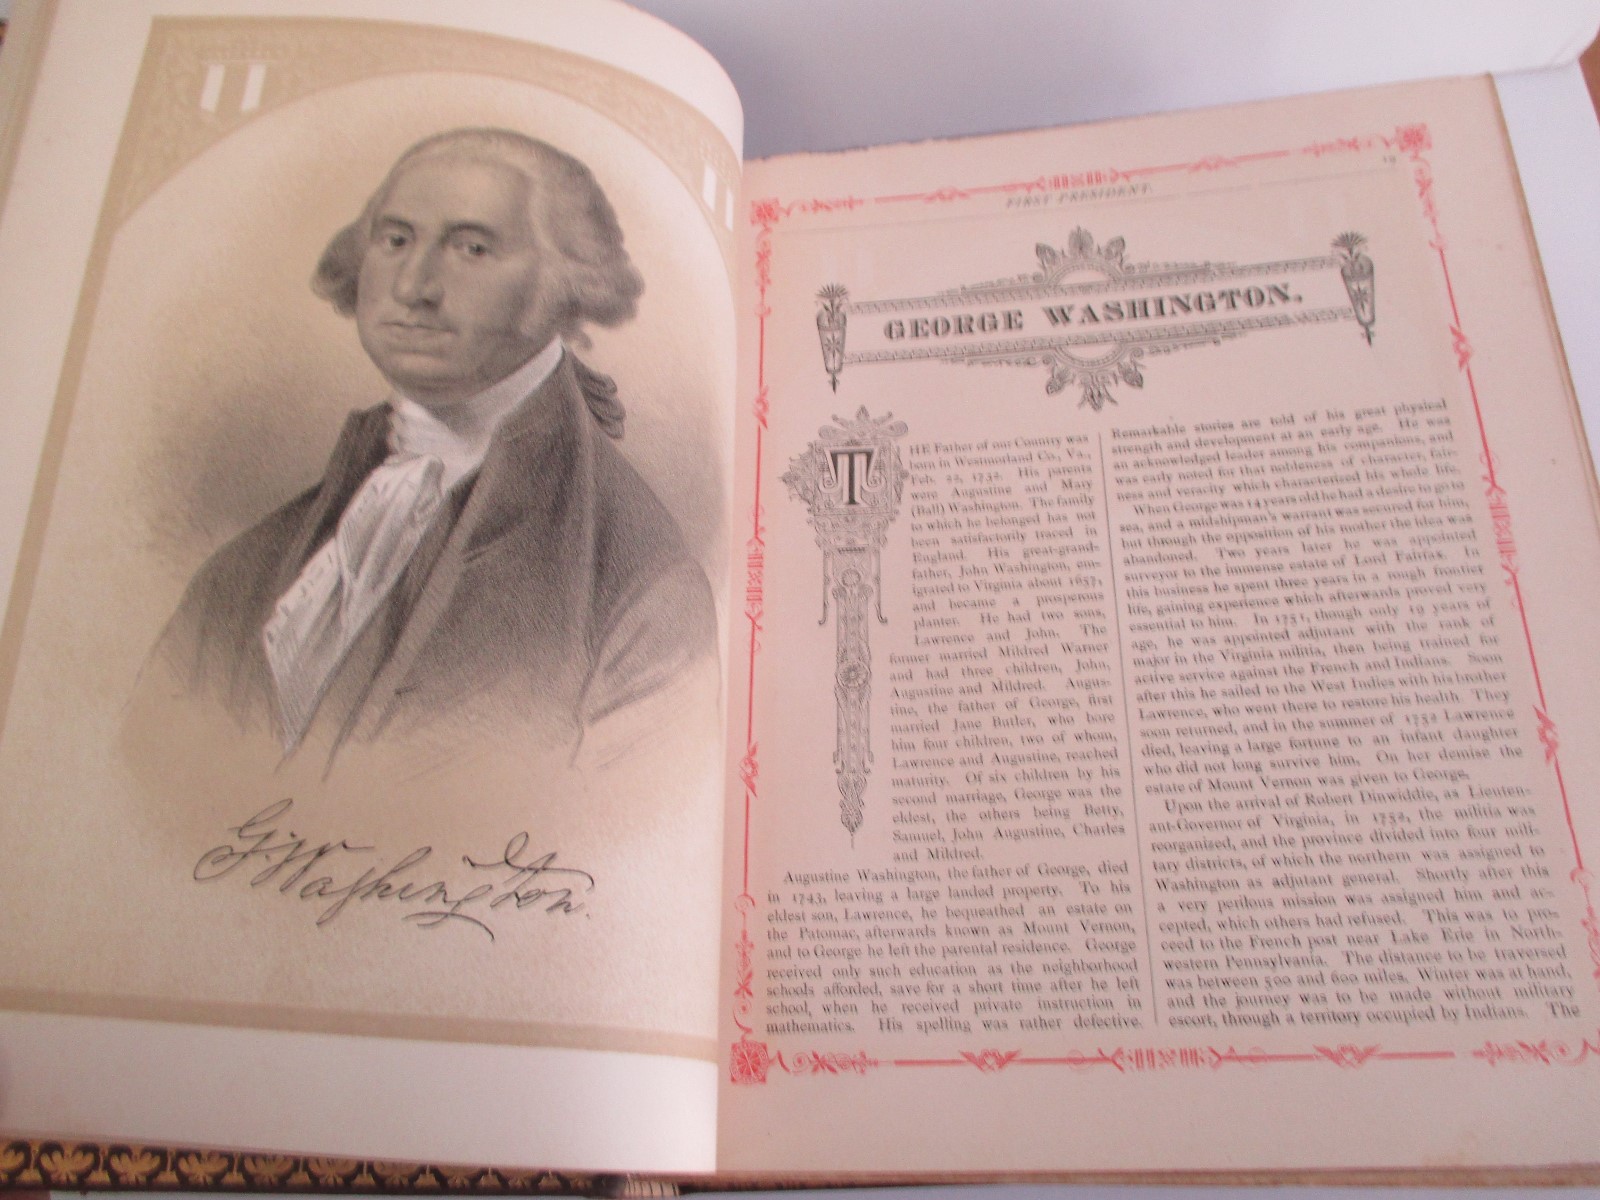 G. Washington.
19
FIRST PRESIDENT.
GEORGE WASHINGTON.
THE Father of our Country was
born in Westmorland Co., Va.,
Feb. 22, 1732. His parents
were Augustine and Mary
(Ball) Washington. The family
to which he belonged has not
been satisfactorily traced in
England. His great-grand-
father, John Washington, em-
igrated to Virginia about 1657,
and became a prosperous
planter. He had two sons,
Lawrence and John. The
former married Mildred Warner
and had three children, John,
Augustine and Mildred. Augus-
tine, the father of George, first
married Jane Butler, who bore
him four children, two of whom,
Lawrence and Augustine, reached
maturity. Of six children by his
second marriage, George was the
eldest, the others being Betty,
Samuel, John Augustine, Charles
and Mildred.
Augustine Washington, the father of George, died
in 1743, leaving a large landed property. To his
eldest son, Lawrence, he bequeathed an estate on
the Patomac, afterwards known as Mount Vernon,
and to George he left the parental residence. George
received only such education as the neighborhood
schools afforded, save for a short time after he left
school, when he received private instruction in
mathematics. His spelling was rather defective.
Remarkable stories are told of his great physical
strength and development at an early age. He was
an acknowledged leader among his companions, and
was early noted for that nobleness of character, fair-
ness and veracity which characterized his whole life.
When George was 14 years old he had a desire to go to
sea, and a midshipman's warrant was secured for him,
but through the opposition of his mother the idea was
abandoned. Two years later he was appointed
surveyor to the immense estate of Lord Fairfax. In
this business he spent three years in a rough frontier
life, gaining experience which afterwards proved very
essential to him. In 1751, though only 19 years of
age, he was appointed adjutant with the rank of
major in the Virginia militia, then being trained for
active service against the French and Indians. Soon
after this he sailed to the West Indies with his brother
Lawrence, who went there to restore his health. They
soon returned, and in the summer of 1752 Lawrence
died, leaving a large fortune to an infant daughter
who did not long survive him. On her demise the
estate of Mount Vernon was given to George.
Upon the arrival of Robert Dinwiddie, as Lieuten-
ant-Governor of Virginia, in 1752, the militia was
reorganized, and the province divided into four mili-
tary districts, of which the northern was assigned to
Washington as adjutant general. Shortly after this
a very perilous mission was assigned him and ac-
cepted, which others had refused. This was to pro-
ceed to the French post near Lake Erie in North-
western Pennsylvania. The distance to be traversed
was between 500 and 600 miles. Winter was at hand,
and the journey was to be made without military
escort, through a territory occupied by Indians. The